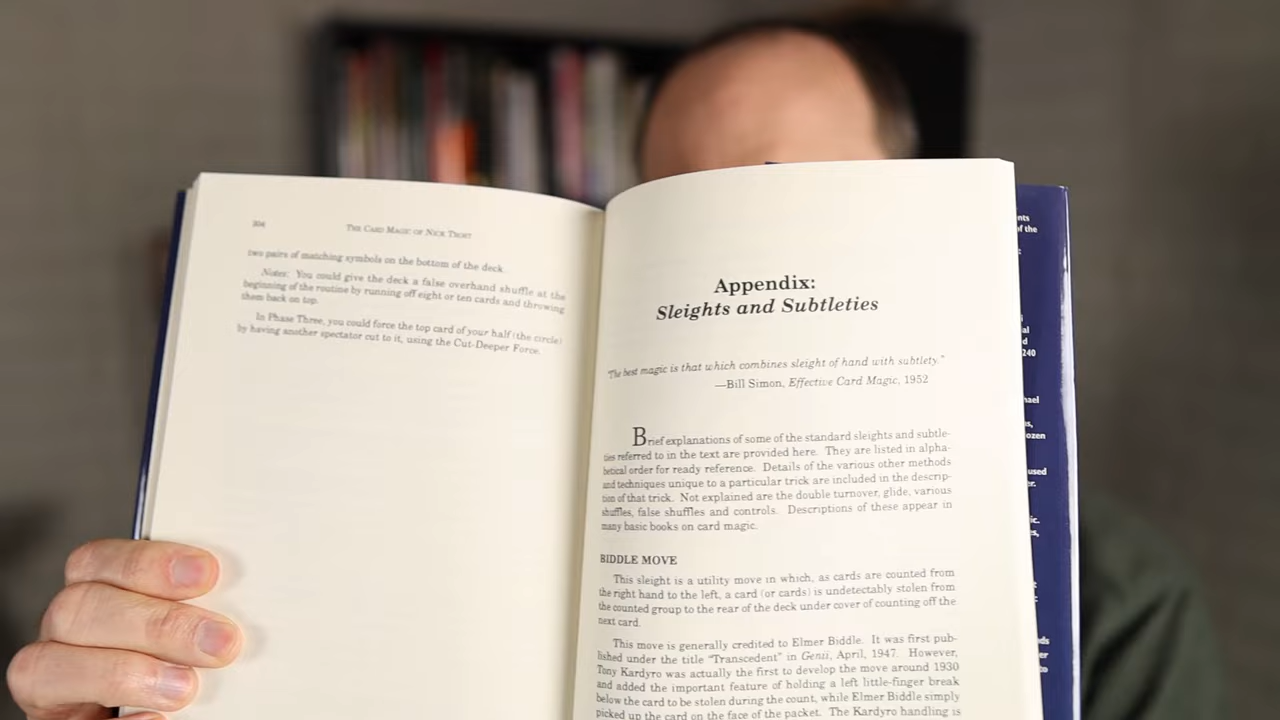 304
THE CARD MAGIC OF NICK TROST
two pairs of matching symbols on the bottom of the deck.
Notes: You could give the deck a false overhand shuffle at the
beginning of the routine by running off eight or ten cards and throwing
them back on top.
In Phase Three, you could force the top card of your half (the circle)
by having another spectator cut to it, using the Cut-Deeper Force.
Appendix:
Sleights and Subtleties
"The best magic is that which combines sleight of hand with subtlety."
—Bill Simon, Effective Card Magic, 1952
Brief explanations of some of the standard sleights and subtle-
ties referred to in the text are provided here. They are listed in alpha-
betical order for ready reference. Details of the various other methods
and techniques unique to a particular trick are included in the descrip-
tion of that trick. Not explained are the double turnover, glide, various
shuffles, false shuffles and controls. Descriptions of these appear in
many basic books on card magic.
BIDDLE MOVE
This sleight is a utility move in which, as cards are counted from
the right hand to the left, a card (or cards) is undetectably stolen from
the counted group to the rear of the deck under cover of counting off the
next card.
This move is generally credited to Elmer Biddle. It was first pub-
lished under the title "Transcedent" in Genii, April, 1947. However,
Tony Kardyro was actually the first to develop the move around 1930
and added the important feature of holding a left little-finger break
below the card to be stolen during the count, while Elmer Biddle simply
picked up the card on the face of the packet. The Kardyro handling is
nts
of the
al
d
240
hael
s,
ozen
used
er.
ic.
s,
ds
er
to